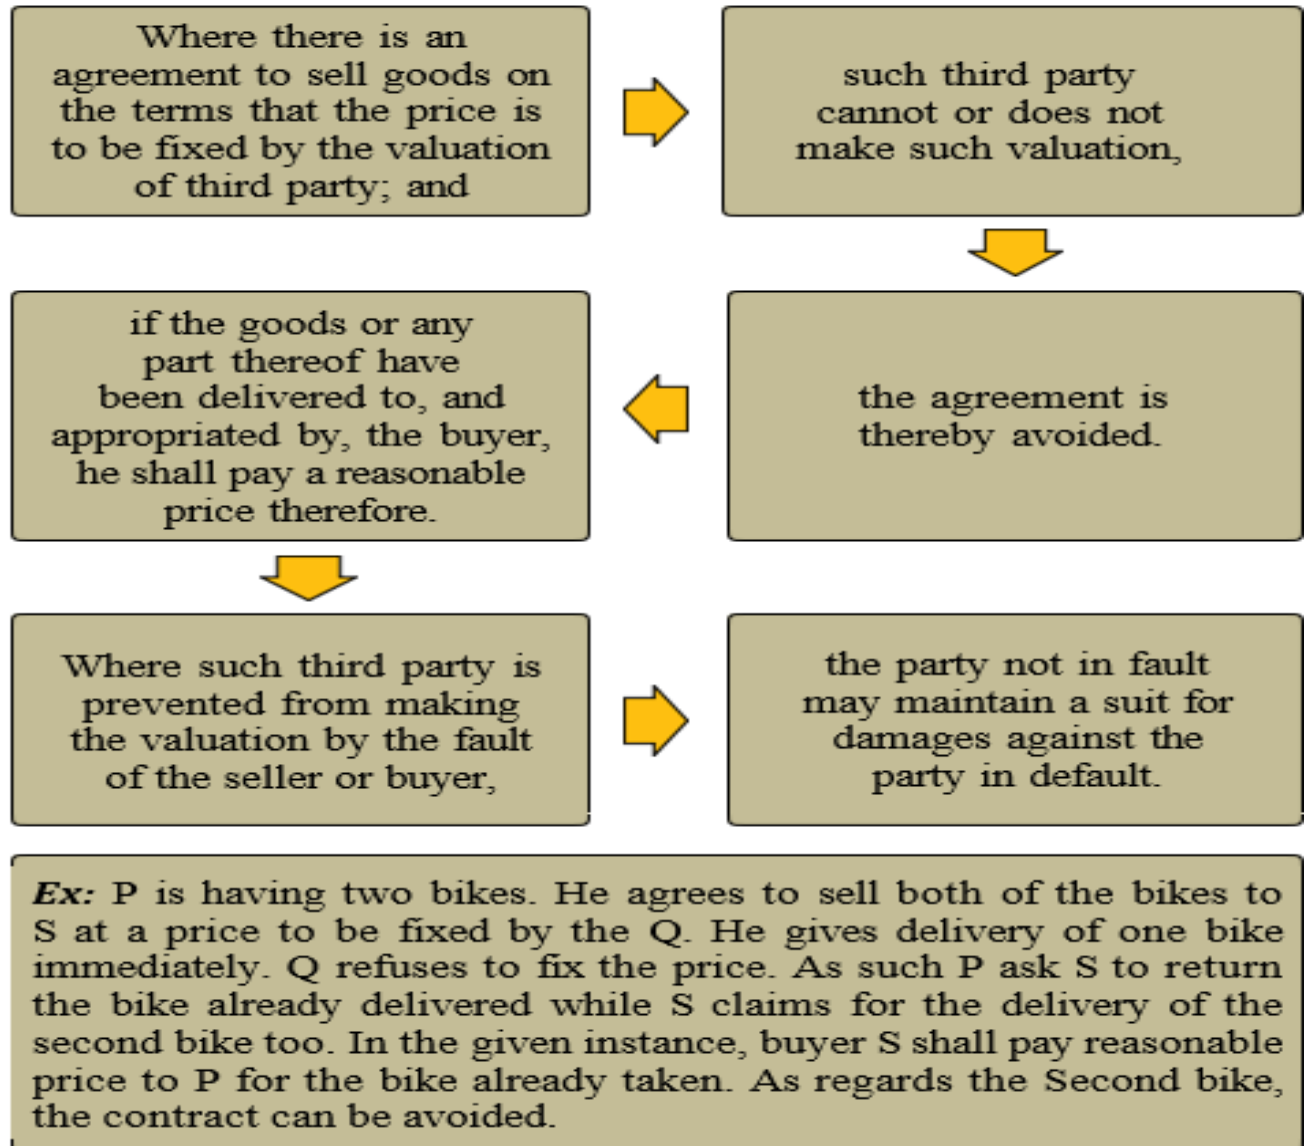 Where there is an
agreement to sell goods on
the terms that the price is
to be fixed by the valuation
of third party; and
such third party
cannot or does not
make such valuation,
the agreement is
thereby avoided.
if the goods or any
part thereof have
been delivered to, and
appropriated by, the buyer,
he shall pay a reasonable
price therefore.
Where such third party is
prevented from making
the valuation by the fault
of the seller or buyer,
the party not in fault
may maintain a suit for
damages against the
party in default.
Ex: P is having two bikes. He agrees to sell both of the bikes to
S at a price to be fixed by the Q. He gives delivery of one bike
immediately. Q refuses to fix the price. As such P ask S to return
the bike already delivered while S claims for the delivery of the
second bike too. In the given instance, buyer S shall pay reasonable
price to P for the bike already taken. As regards the Second bike,
the contract can be avoided.